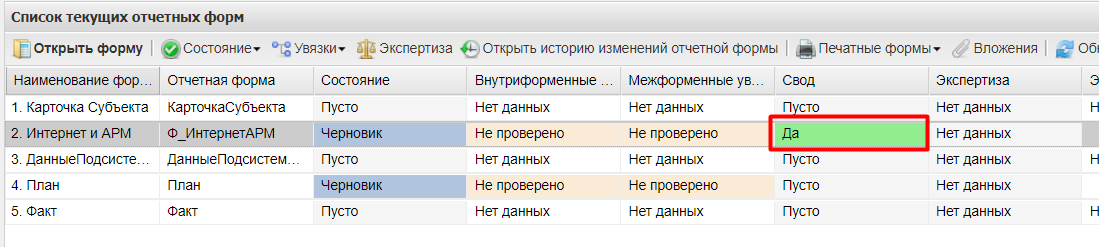 Список текущих отчетных форм
Открыть форму Состояние Увязки Экспертиза Открыть историю изменений отчетной формы Печатные формы Вложения Обн
Наименование фор... Отчетная форма Состояние Внутриформенные ... Межформенные ув... Свод Экспертиза Э
1. Карточка Субъекта КарточкаСубъекта Пусто Нет данных Нет данных Пусто Нет данных Н
2. Интернет и АРМ Ф_ИнтернетАРМ Черновик Не проверено Не проверено Да Нет данных
3. ДанныеПодсисте... ДанныеПодсистем... Пусто Нет данных Нет данных Пусто Нет данных Н
4. План План Черновик Не проверено Не проверено Пусто Нет данных
5. Факт Факт Пусто Нет данных Нет данных Пусто Нет данных Н